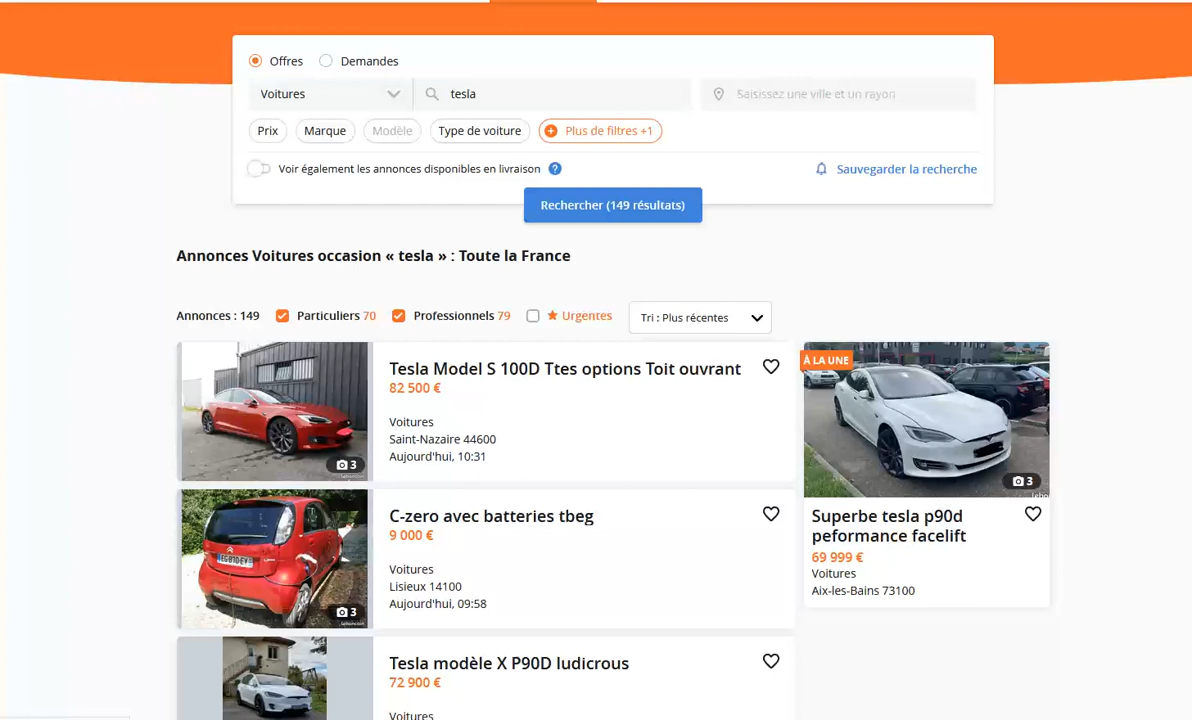 Offres Demandes
Voitures tesla Saisissez une ville et un rayon
Prix Marque Modèle Type de voiture Plus de filtres +1
Voir également les annonces disponibles en livraison ? Sauvegarder la recherche
Rechercher (149 résultats)
Annonces Voitures occasion « tesla » : Toute la France
Annonces : 149 Particuliers 70 Professionnels 79 Urgentes Tri : Plus récentes
Tesla Model S 100D Ttes options Toit ouvrant
82 500 €
Voitures
Saint-Nazaire 44600
Aujourd'hui, 10:31
3
C-zero avec batteries tbeg
9 000 €
Voitures
Lisieux 14100
Aujourd'hui, 09:58
3
Tesla modèle X P90D ludicrous
72 900 €
Voitures
À LA UNE
3
Superbe tesla p90d
peformance facelift
69 999 €
Voitures
Aix-les-Bains 73100